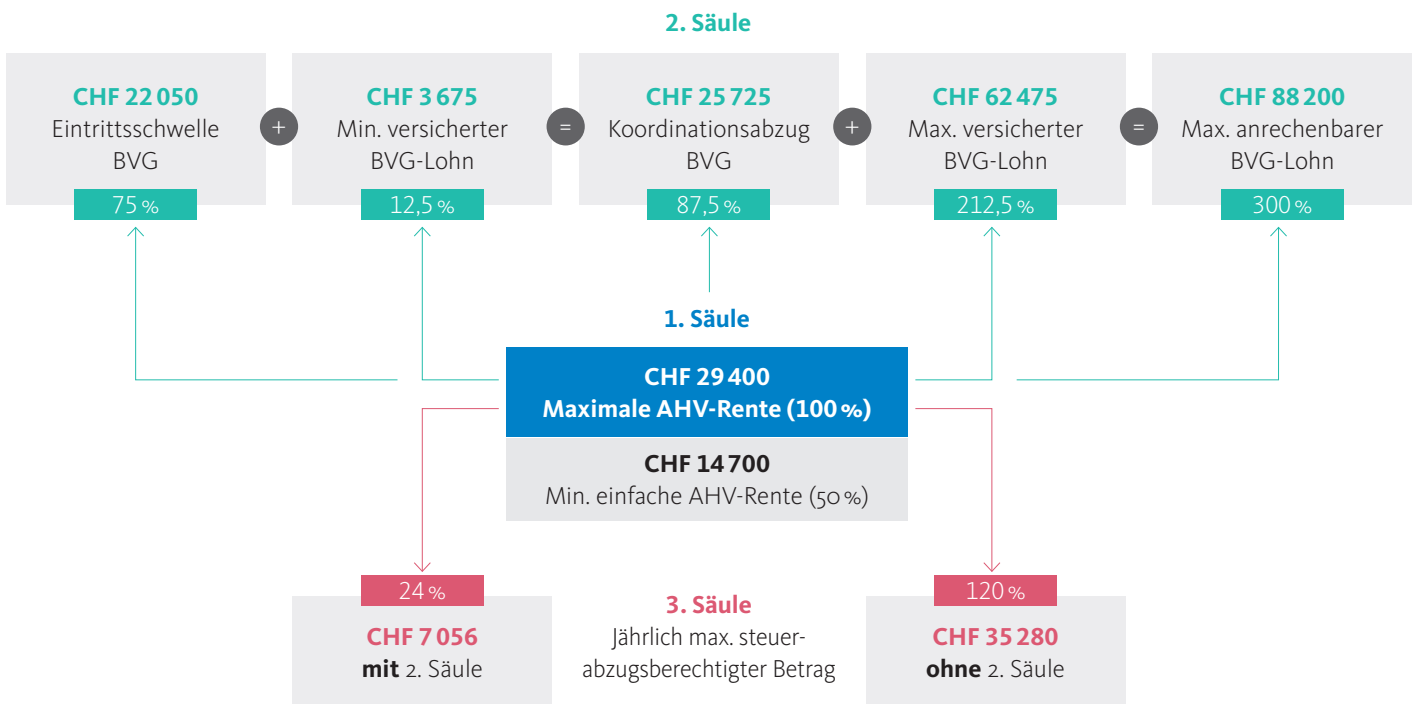 2. Säule
CHF 22 050
Eintrittsschwelle
BVG
75 %
+
CHF 3 675
Min. versicherter
BVG-Lohn
12,5 %
=
CHF 25 725
Koordinationsabzug
BVG
87,5 %
+
CHF 62 475
Max. versicherter
BVG-Lohn
212,5 %
=
CHF 88 200
Max. anrechenbarer
BVG-Lohn
300 %
1. Säule
CHF 29 400
Maximale AHV-Rente (100 %)
CHF 14 700
Min. einfache AHV-Rente (50 %)
24 %
CHF 7 056
mit 2. Säule
3. Säule
Jährlich max. steuer-
abzugsberechtigter Betrag
120 %
CHF 35 280
ohne 2. Säule